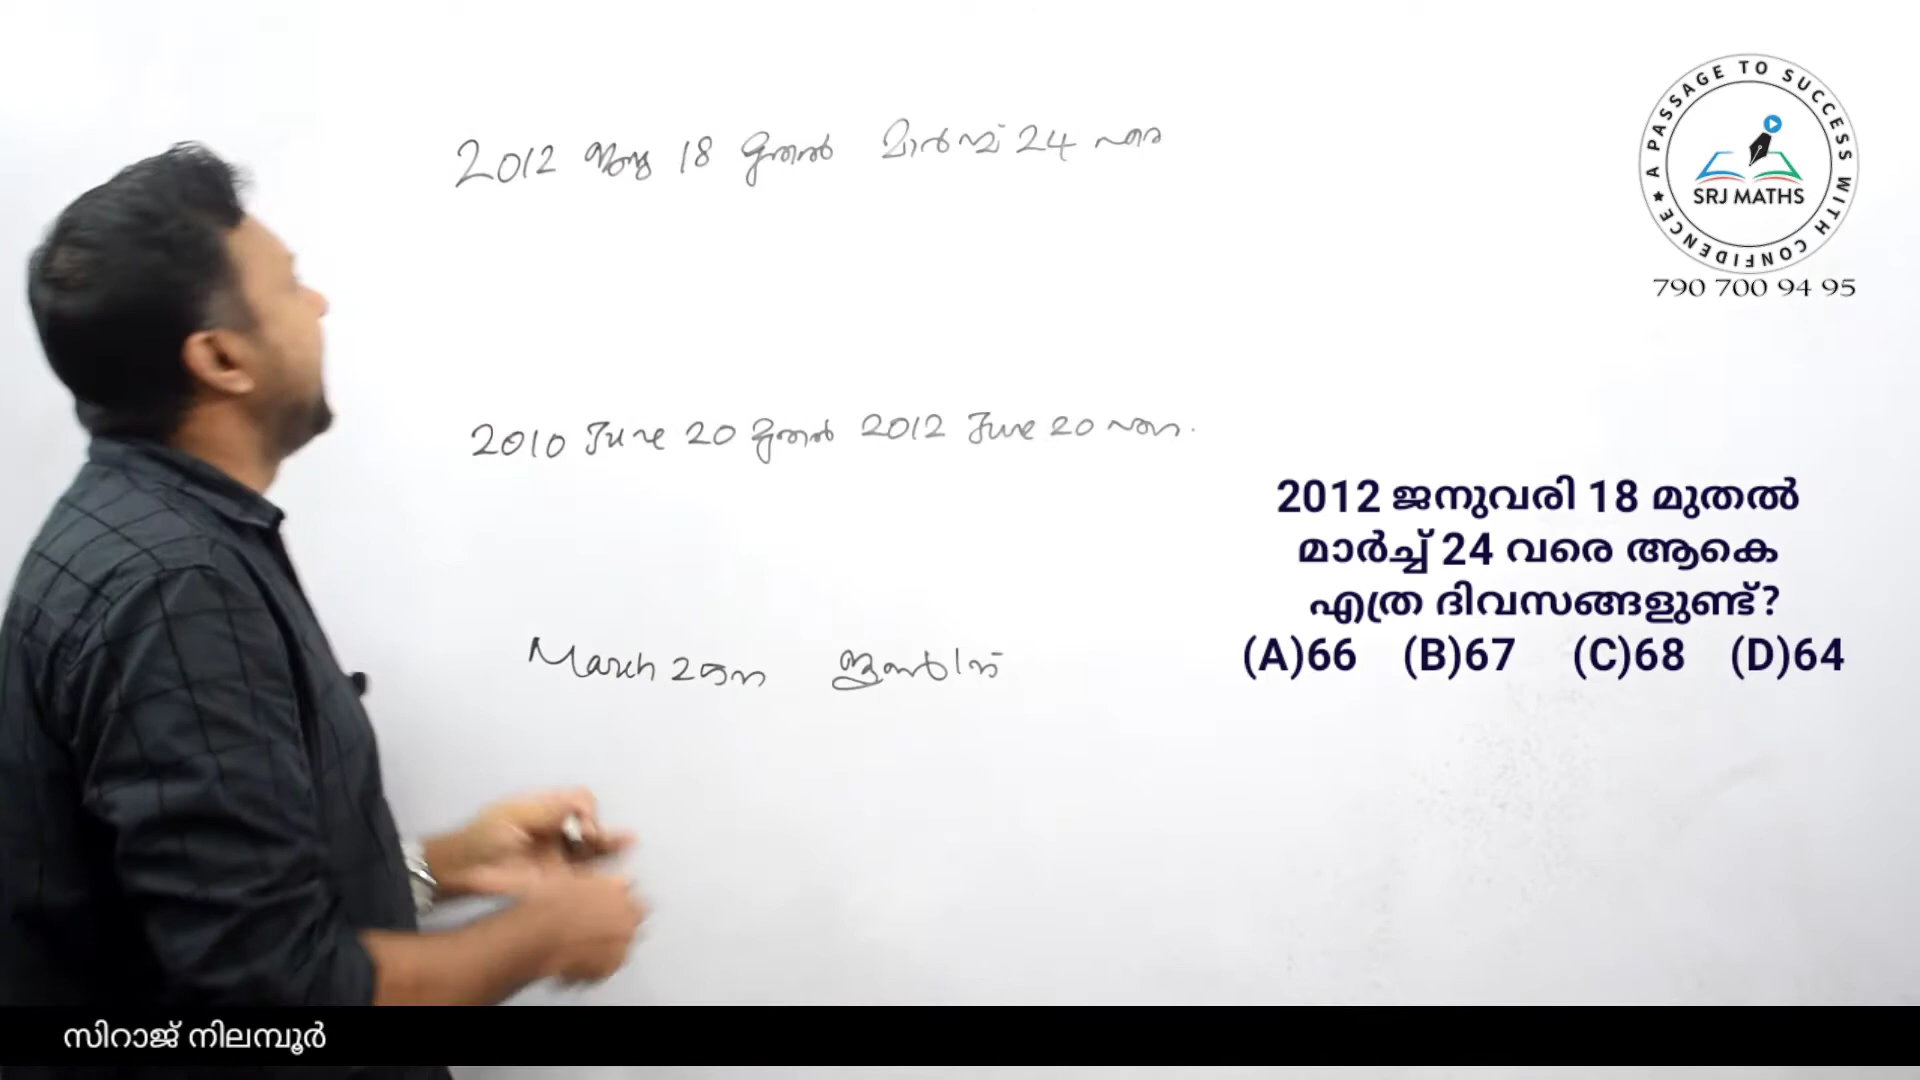 2012 ജനു 18 മുതൽ മാർച്ച് 24 വരെ
2010 June 20 മുതൽ 2012 June 20 വരെ.
March 2നെ ജൂൺ 1ന്
A PASSAGE TO SUCCESS WITH CONFIDENCE
SRJ MATHS
790 700 94 95
2012 ജനുവരി 18 മുതൽ
മാർച്ച് 24 വരെ ആകെ
എത്ര ദിവസങ്ങളുണ്ട്?
(A)66 (B)67 (C)68 (D)64
സിറാജ് നിലമ്പൂർ